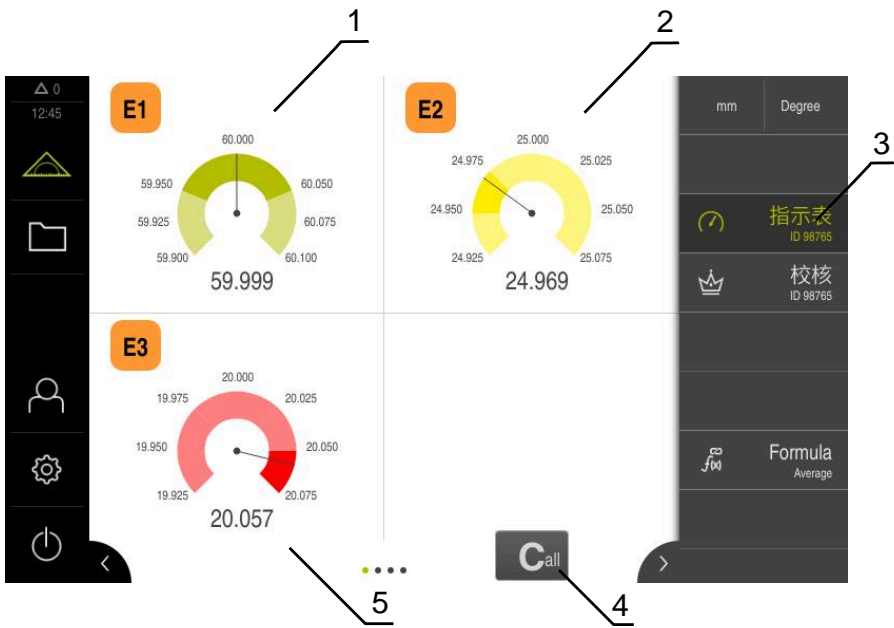 1
2
3
4
5
0
12:45
E1
60.000
59.950
60.050
59.925
60.075
59.900
60.100
59.999
E2
25.000
24.975
25.025
24.950
25.050
24.925
25.075
24.969
E3
20.000
19.975
20.025
19.950
20.050
19.925
20.075
20.057
Call
mm
Degree
指示表
ID 98765
校核
ID 98765
f(x)
Formula
Average